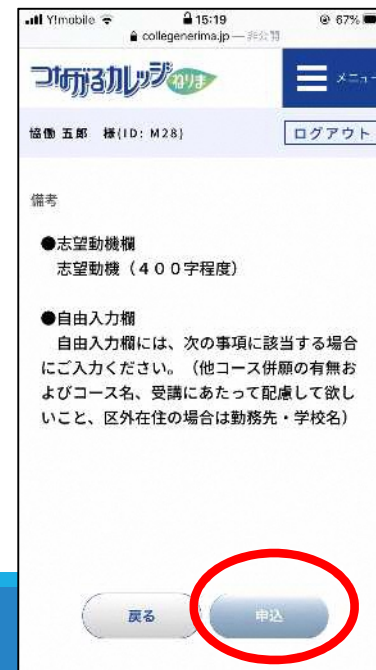 Y!mobile 15:19 67%
collegenerima.jp — 非公開
つながるカレッジねりま
メニュー
協働 五郎 様(ID: M28)
ログアウト
備考
●志望動機欄
志望動機（４００字程度）
●自由入力欄
自由入力欄には、次の事項に該当する場合
にご入力ください。（他コース併願の有無お
よびコース名、受講にあたって配慮して欲し
いこと、区外在住の場合は勤務先・学校名）
戻る
申込